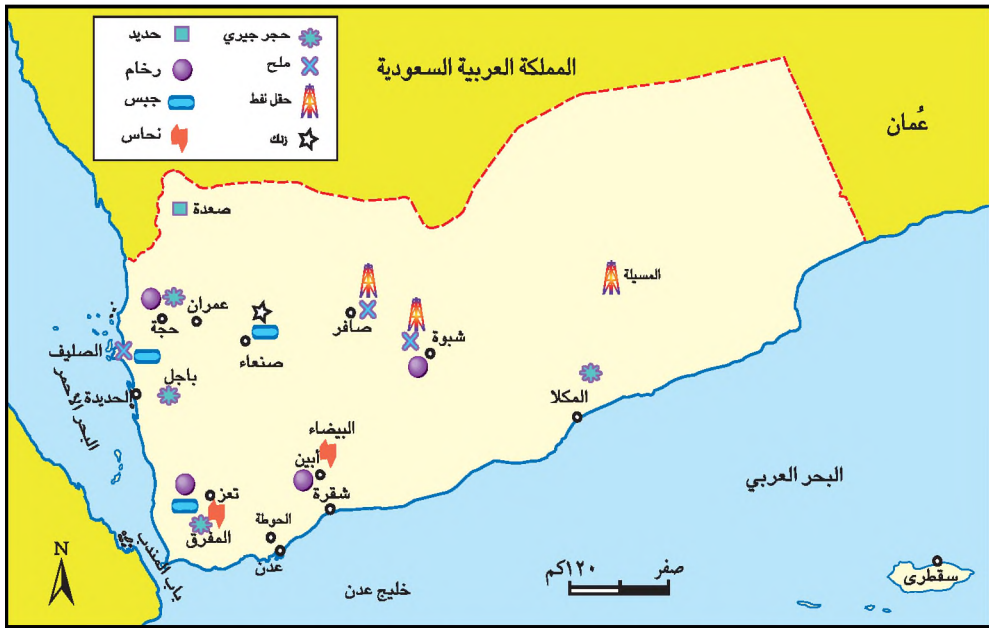 حجر جيري
ملح
حقل نفط
زنك
حديد
رخام
جبس
نحاس
المملكة العربية السعودية
عُمان
صعدة
المسيلة
عمران
حجة
صنعاء
صافر
شبوة
الصليف
باجل
الحديدة
البحر الأحمر
المكلا
البيضاء
أبين
شقرة
تعز
المفرق
الحوطة
عدن
باب المندب
خليج عدن
البحر العربي
سقطرى
صفر ١٢٠كم
N